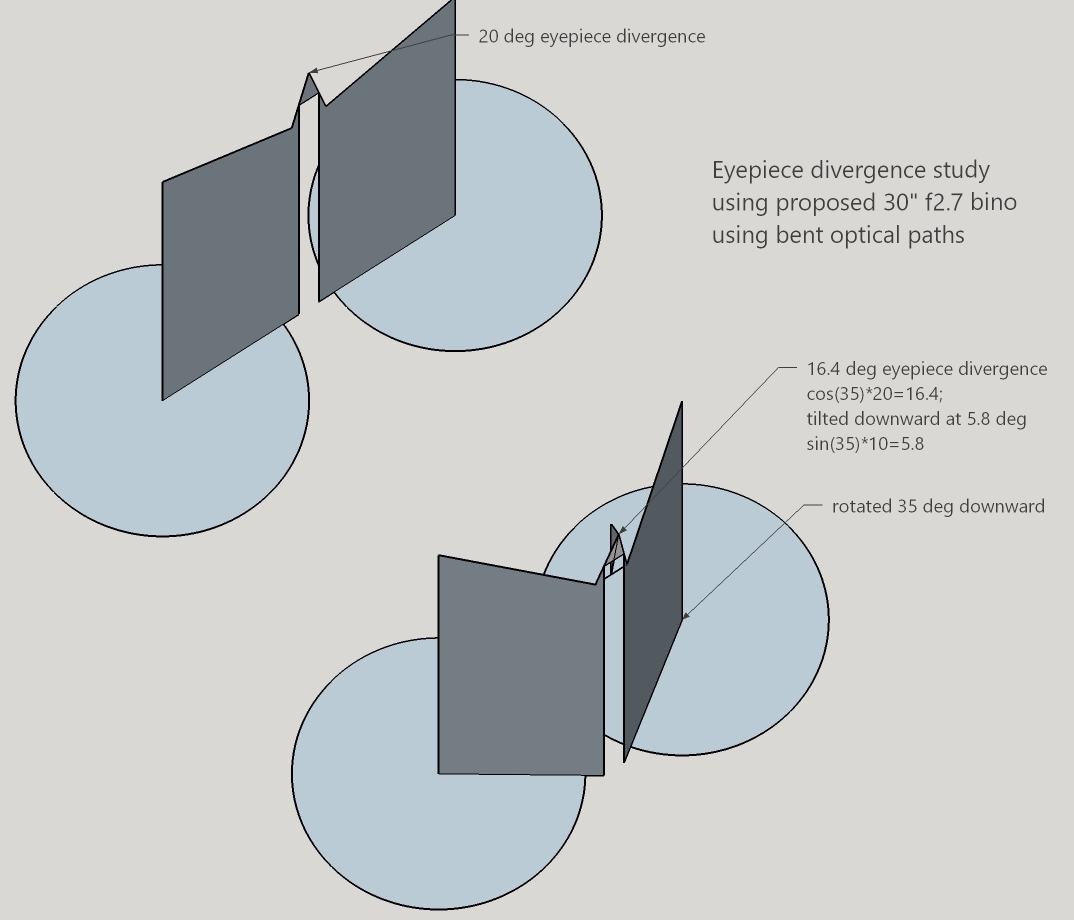 20 deg eyepiece divergence
Eyepiece divergence study
using proposed 30" f2.7 bino
using bent optical paths
16.4 deg eyepiece divergence
cos(35)*20=16.4;
tilted downward at 5.8 deg
sin(35)*10=5.8
rotated 35 deg downward